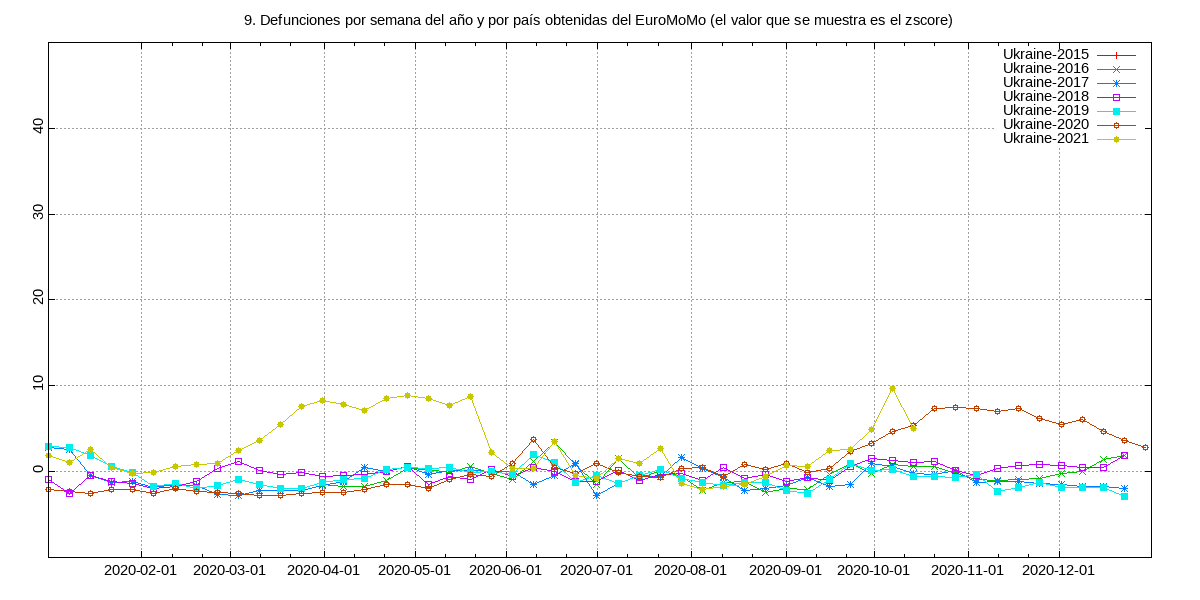 9. Defunciones por semana del año y por país obtenidas del EuroMoMo (el valor que se muestra es el zscore)
Ukraine-2015
Ukraine-2016
Ukraine-2017
Ukraine-2018
Ukraine-2019
Ukraine-2020
Ukraine-2021
40
30
20
10
0
2020-02-01 2020-03-01 2020-04-01 2020-05-01 2020-06-01 2020-07-01 2020-08-01 2020-09-01 2020-10-01 2020-11-01 2020-12-01